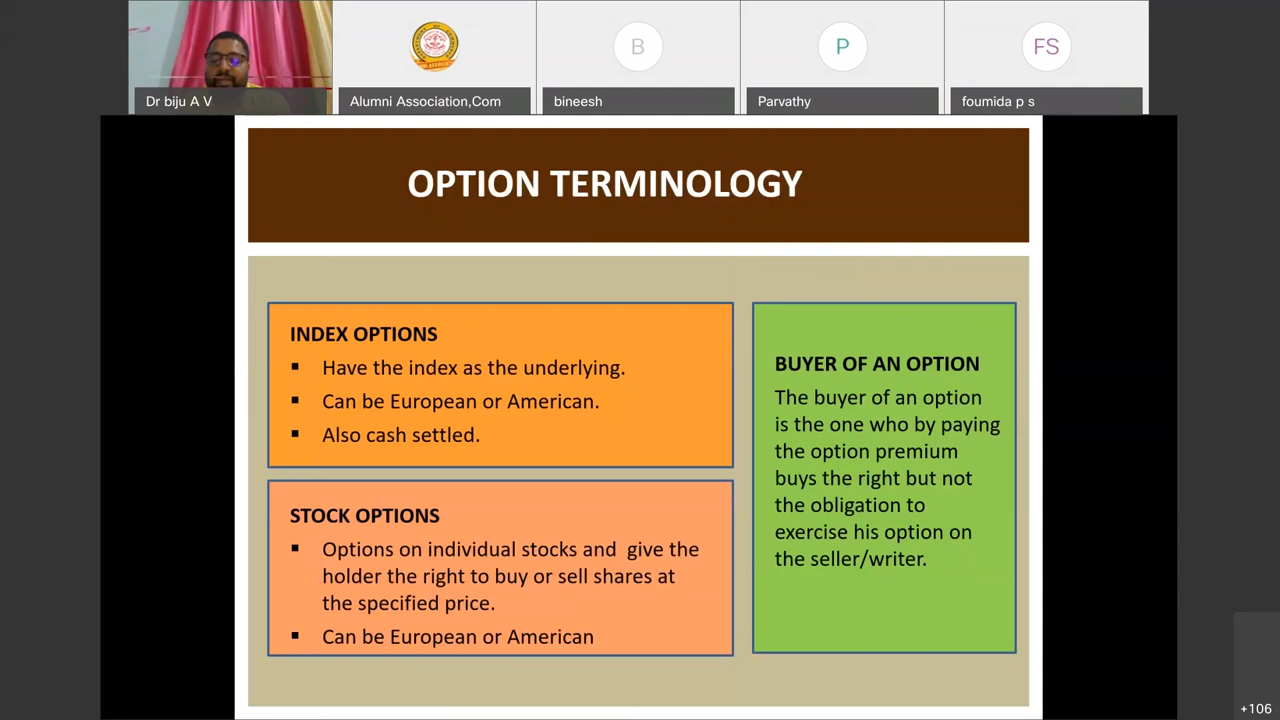 B
P
FS
Dr biju A V
Alumni Association,Com
bineesh
Parvathy
foumida p s
OPTION TERMINOLOGY
INDEX OPTIONS
▪ Have the index as the underlying.
▪ Can be European or American.
▪ Also cash settled.
STOCK OPTIONS
▪ Options on individual stocks and give the
holder the right to buy or sell shares at
the specified price.
▪ Can be European or American
BUYER OF AN OPTION
The buyer of an option
is the one who by paying
the option premium
buys the right but not
the obligation to
exercise his option on
the seller/writer.
+106